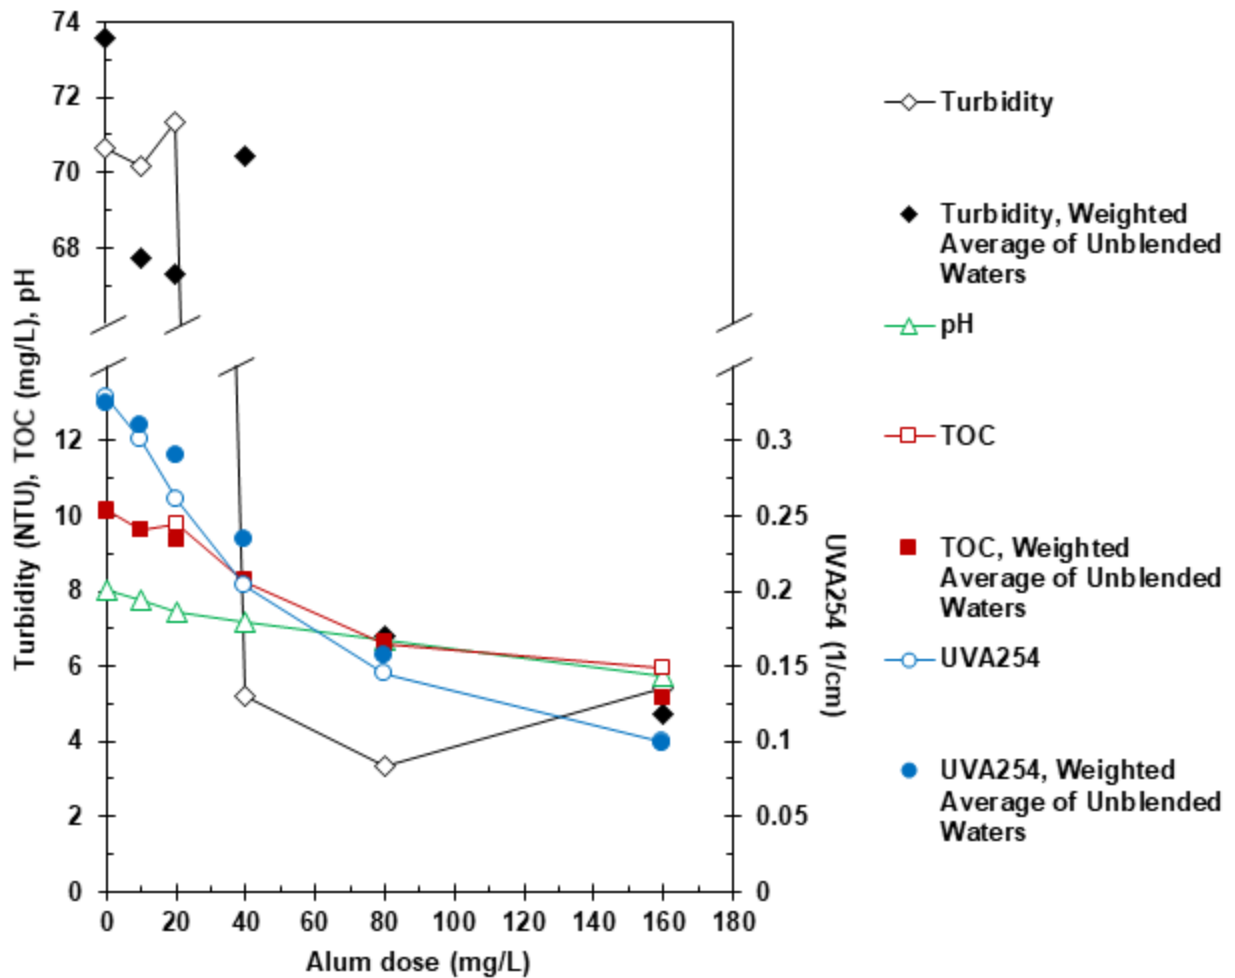 74
72
70
68
12
10
8
6
4
2
0
Turbidity (NTU), TOC (mg/L), pH
0.3
0.25
0.2
0.15
0.1
0.05
0
UVA254 (1/cm)
0 20 40 60 80 100 120 140 160 180
Alum dose (mg/L)
Turbidity
Turbidity, Weighted
Average of Unblended
Waters
pH
TOC
TOC, Weighted
Average of Unblended
Waters
UVA254
UVA254, Weighted
Average of Unblended
Waters